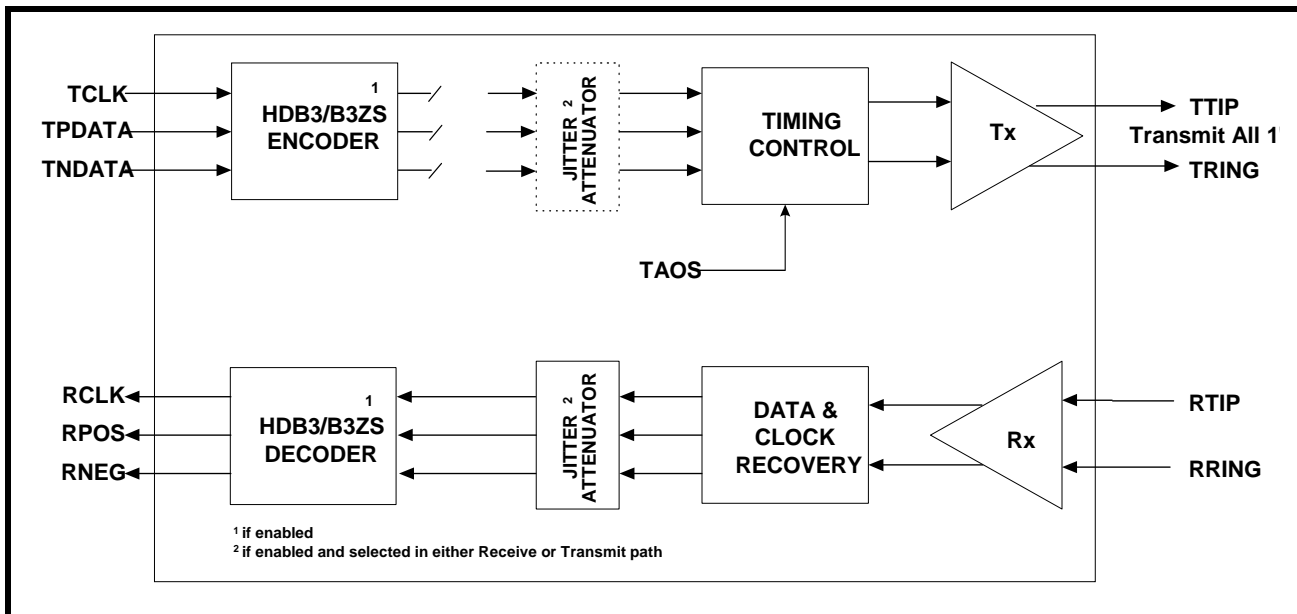 TCLK
TPDATA
TNDATA
1
HDB3/B3ZS
ENCODER
JITTER 2
ATTENUATOR
TIMING
CONTROL
Tx
TTIP
Transmit All 1'
TRING
TAOS
RCLK
RPOS
RNEG
1
HDB3/B3ZS
DECODER
JITTER 2
ATTENUATOR
DATA &
CLOCK
RECOVERY
Rx
RTIP
RRING
1 if enabled
2 if enabled and selected in either Receive or Transmit path